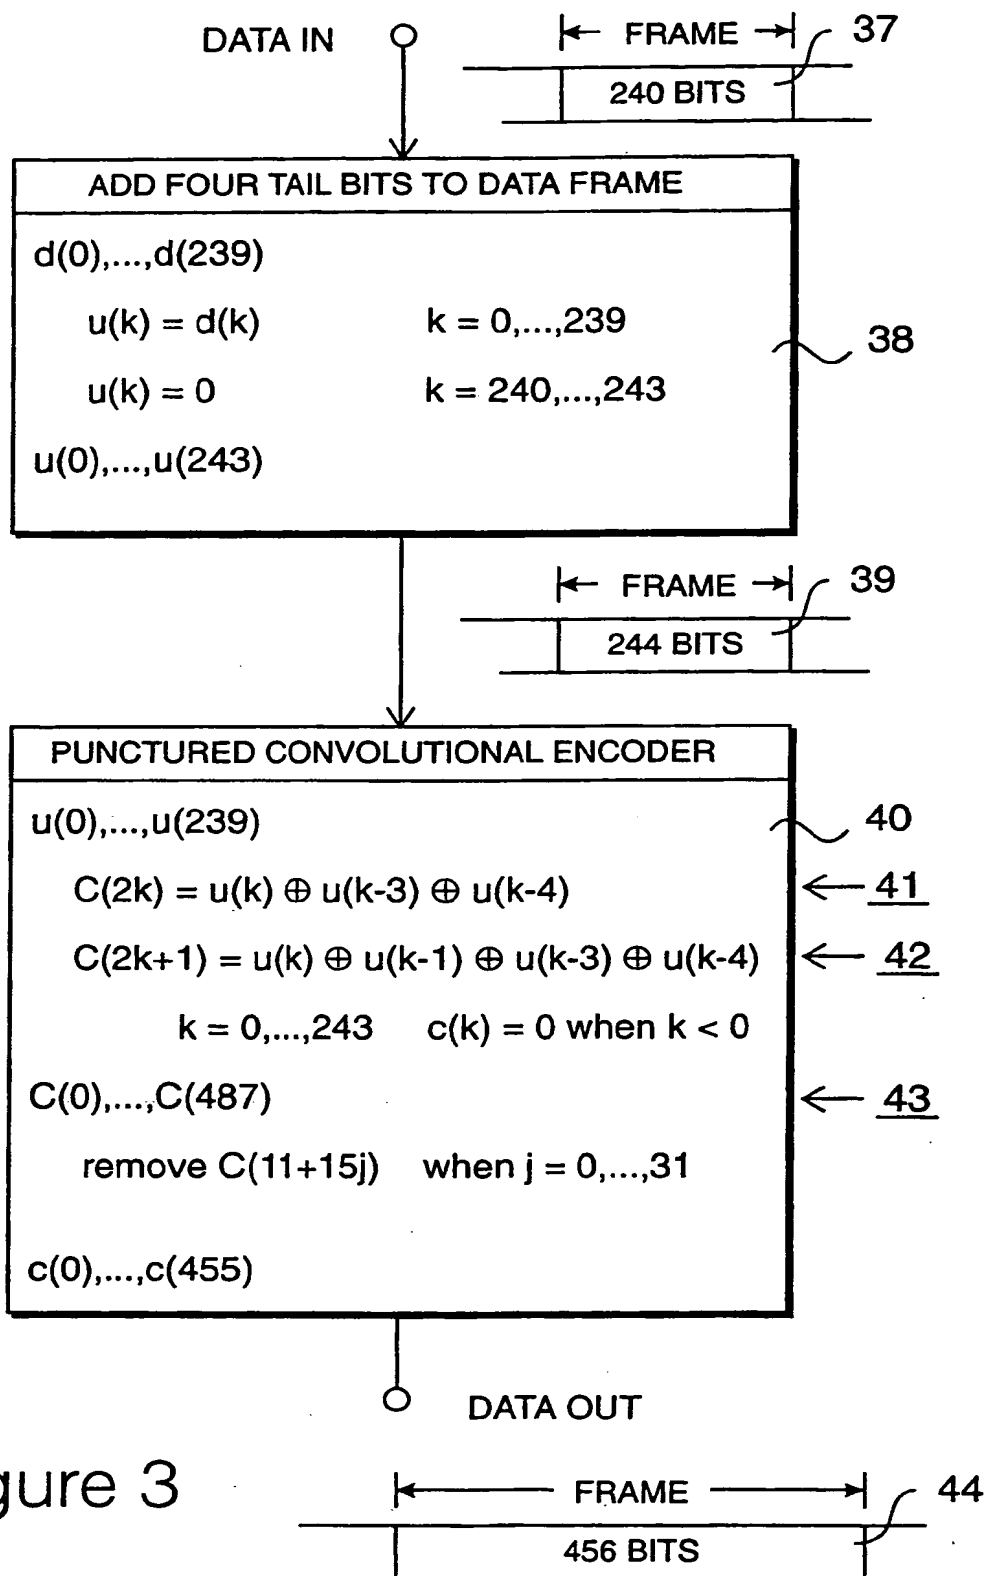 DATA IN
FRAME
37
240 BITS
ADD FOUR TAIL BITS TO DATA FRAME
d(0),...,d(239)
u(k) = d(k) k = 0,...,239
38
u(k) = 0 k = 240,...,243
u(0),...,u(243)
FRAME
39
244 BITS
PUNCTURED CONVOLUTIONAL ENCODER
u(0),...,u(239)
40
C(2k) = u(k) ⊕ u(k-3) ⊕ u(k-4)
41
C(2k+1) = u(k) ⊕ u(k-1) ⊕ u(k-3) ⊕ u(k-4)
42
k = 0,...,243 c(k) = 0 when k < 0
C(0),...,C(487)
43
remove C(11+15j) when j = 0,...,31
c(0),...,c(455)
DATA OUT
gure 3
FRAME
44
456 BITS